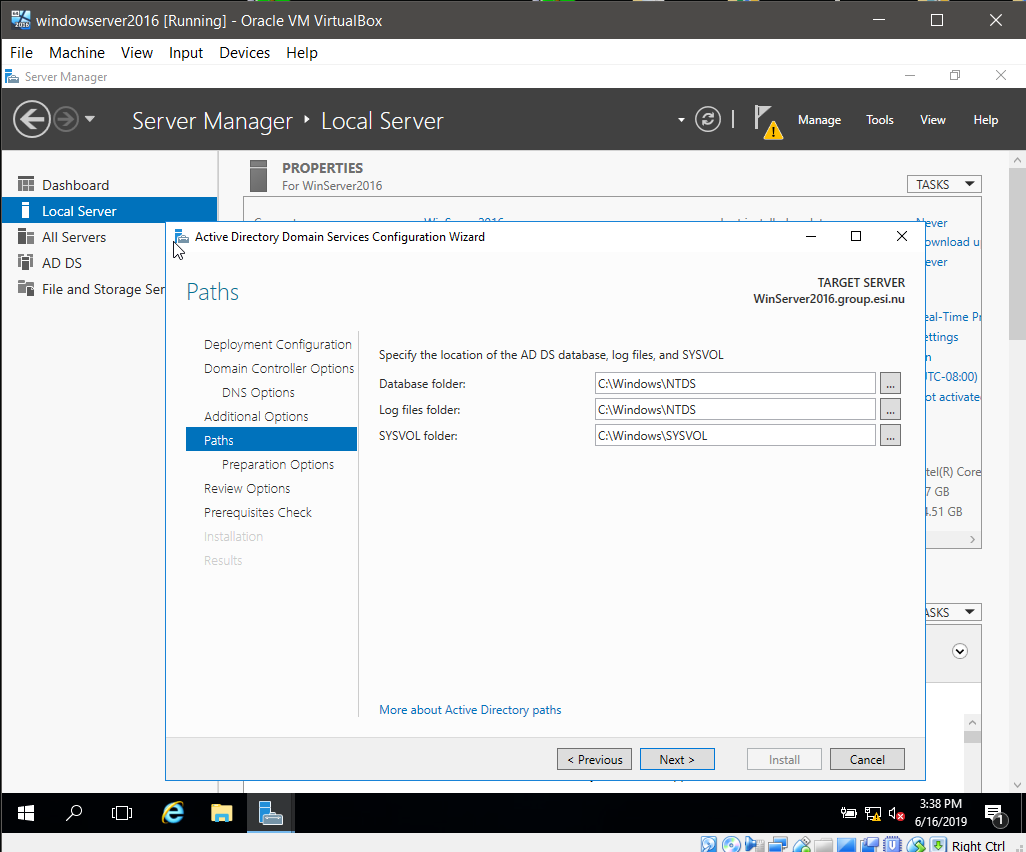 windowserver2016 [Running] - Oracle VM VirtualBox
File Machine View Input Devices Help
Server Manager
Server Manager Local Server
Manage Tools View Help
PROPERTIES
For WinServer2016
TASKS
Dashboard
Local Server
All Servers
AD DS
File and Storage Ser
Active Directory Domain Services Configuration Wizard
Paths
TARGET SERVER
WinServer2016.group.esi.nu
Deployment Configuration
Domain Controller Options
DNS Options
Additional Options
Paths
Preparation Options
Review Options
Prerequisites Check
Installation
Results
Specify the location of the AD DS database, log files, and SYSVOL
Database folder: C:\Windows\NTDS ...
Log files folder: C:\Windows\NTDS ...
SYSVOL folder: C:\Windows\SYSVOL ...
More about Active Directory paths
< Previous Next > Install Cancel
ever
ownload u
ever
eal-Time Pr
ettings
n
UTC-08:00)
ot activate
tel(R) Core
7 GB
4.51 GB
ASKS
3:38 PM
6/16/2019
1
Right Ctrl